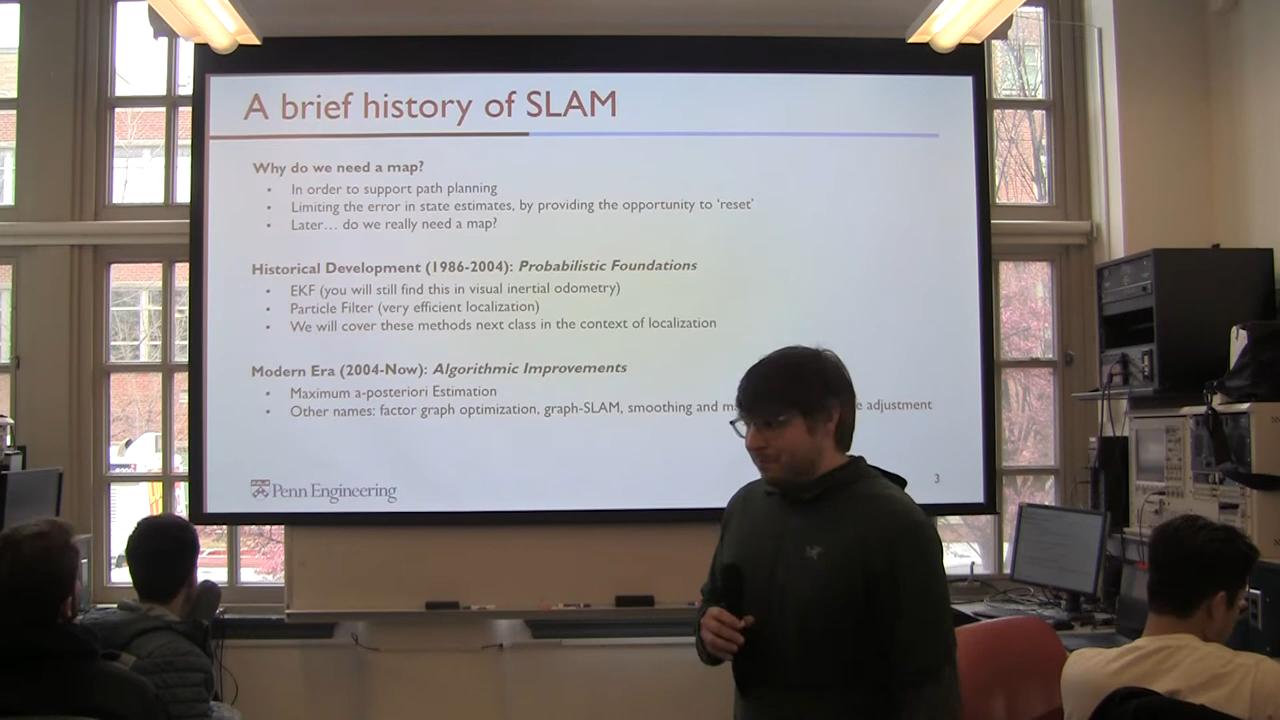 A brief history of SLAM
Why do we need a map?
• In order to support path planning
• Limiting the error in state estimates, by providing the opportunity to ‘reset’
• Later… do we really need a map?
Historical Development (1986-2004): Probabilistic Foundations
• EKF (you will still find this in visual inertial odometry)
• Particle Filter (very efficient localization)
• We will cover these methods next class in the context of localization
Modern Era (2004-Now): Algorithmic Improvements
• Maximum a-posteriori Estimation
• Other names: factor graph optimization, graph-SLAM, smoothing and adjustment
Penn Engineering
3